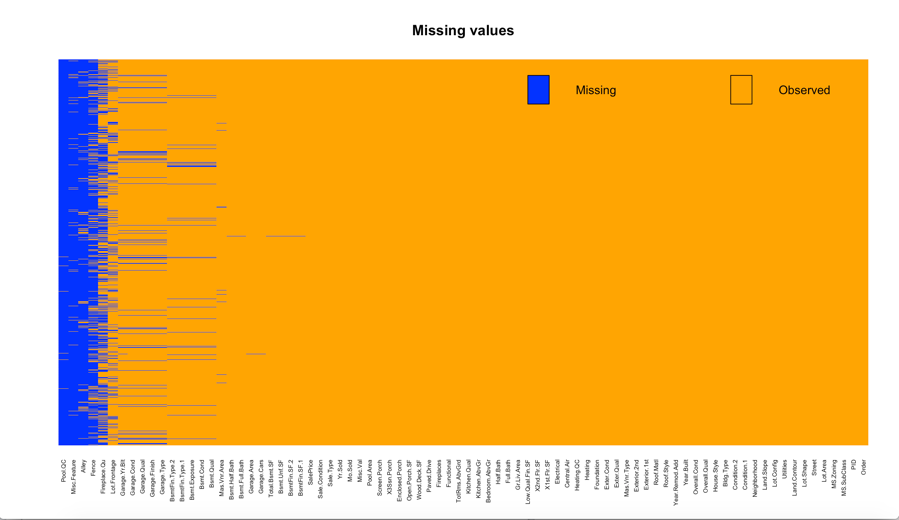 Missing values
Missing
Observed
Pool.QC
Misc.Feature
Alley
Fence
Fireplace.Qu
Lot.Frontage
Garage.Yr.Blt
Garage.Cond
Garage.Qual
Garage.Finish
Garage.Type
BsmtFin.Type.2
BsmtFin.Type.1
Bsmt.Exposure
Bsmt.Cond
Bsmt.Qual
Mas.Vnr.Area
Bsmt.Half.Bath
Bsmt.Full.Bath
Garage.Area
Garage.Cars
Total.Bsmt.SF
Bsmt.Unf.SF
BsmtFin.SF.2
BsmtFin.SF.1
SalePrice
Sale.Condition
Sale.Type
Yr.Sold
Mo.Sold
Misc.Val
Pool.Area
Screen.Porch
X3Ssn.Porch
Enclosed.Porch
Open.Porch.SF
Wood.Deck.SF
Paved.Drive
Fireplaces
Functional
TotRms.AbvGrd
Kitchen.Qual
Kitchen.AbvGr
Bedroom.AbvGr
Half.Bath
Full.Bath
Gr.Liv.Area
Low.Qual.Fin.SF
X2nd.Flr.SF
X1st.Flr.SF
Electrical
Central.Air
Heating.QC
Heating
Foundation
Exter.Cond
Exter.Qual
Mas.Vnr.Type
Exterior.2nd
Exterior.1st
Roof.Matl
Roof.Style
Year.Remod.Add
Year.Built
Overall.Cond
Overall.Qual
House.Style
Bldg.Type
Condition.2
Condition.1
Neighborhood
Land.Slope
Lot.Config
Utilities
Land.Contour
Lot.Shape
Street
Lot.Area
MS.Zoning
MS.SubClass
PID
Order